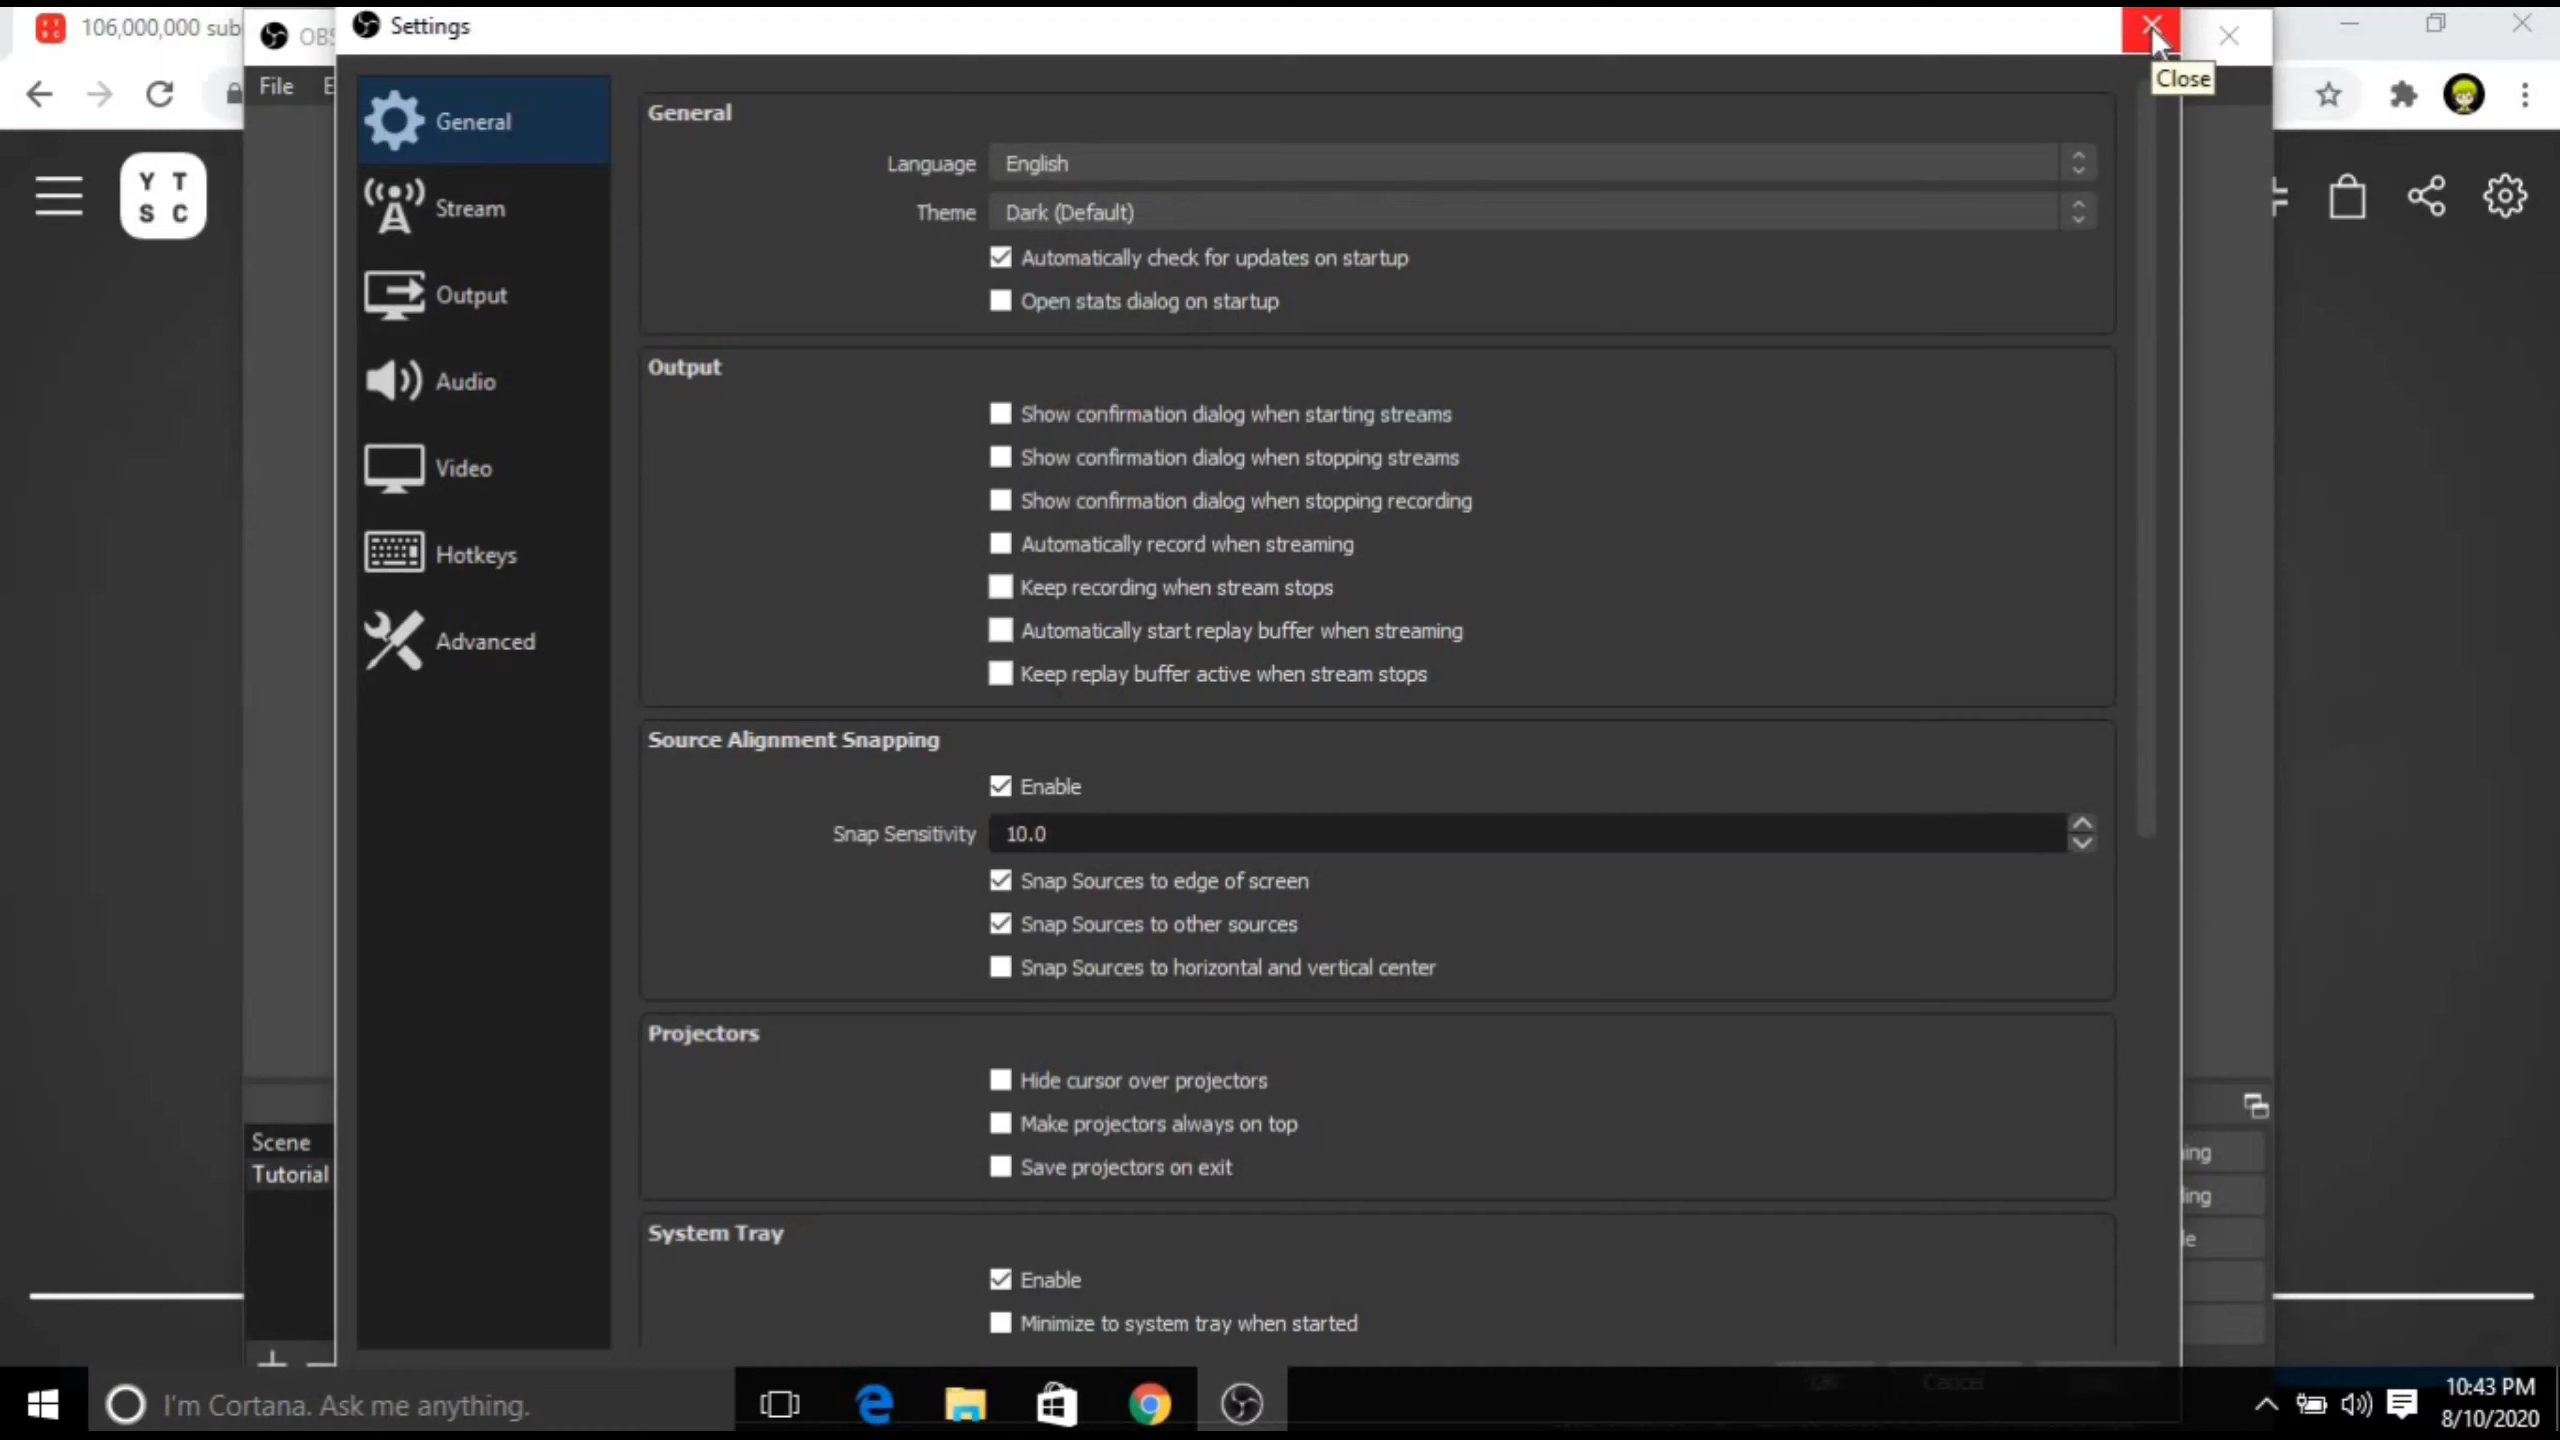 106,000,000 sub
OBS
Settings
Close
File E
Y T
S C
General
Stream
Output
Audio
Video
Hotkeys
Advanced
General
Language English
Theme Dark (Default)
Automatically check for updates on startup
Open stats dialog on startup
Output
Show confirmation dialog when starting streams
Show confirmation dialog when stopping streams
Show confirmation dialog when stopping recording
Automatically record when streaming
Keep recording when stream stops
Automatically start replay buffer when streaming
Keep replay buffer active when stream stops
Source Alignment Snapping
Enable
Snap Sensitivity 10.0
Snap Sources to edge of screen
Snap Sources to other sources
Snap Sources to horizontal and vertical center
Projectors
Hide cursor over projectors
Make projectors always on top
Save projectors on exit
System Tray
Enable
Minimize to system tray when started
Scene
Tutorial
ing
ling
le
OK Cancel
I'm Cortana. Ask me anything.
10:43 PM
8/10/2020